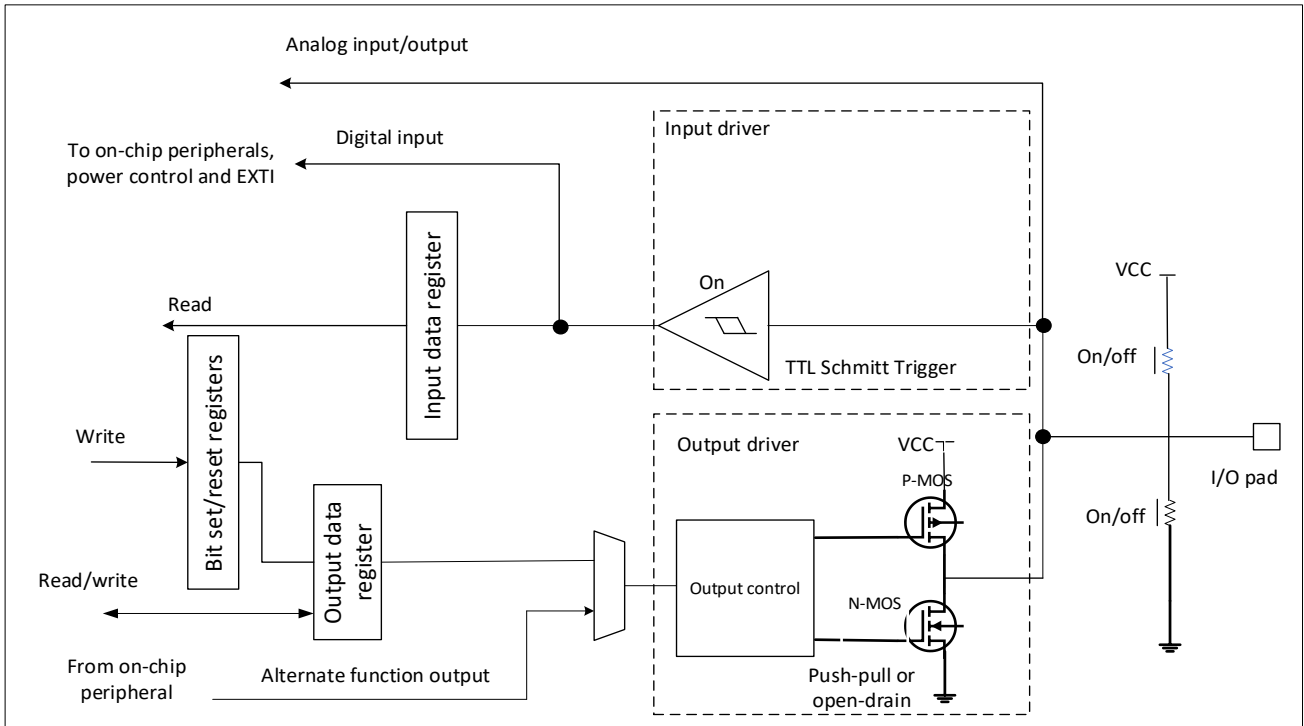 Analog input/output
Input driver
Digital input
To on-chip peripherals,
power control and EXTI
Input data register
On
VCC
Read
On/off
TTL Schmitt Trigger
Bit set/reset registers
Write
Output driver
VCC
P-MOS
I/O pad
Output data
register
On/off
Read/write
Output control
N-MOS
From on-chip
peripheral
Alternate function output
Push-pull or
open-drain